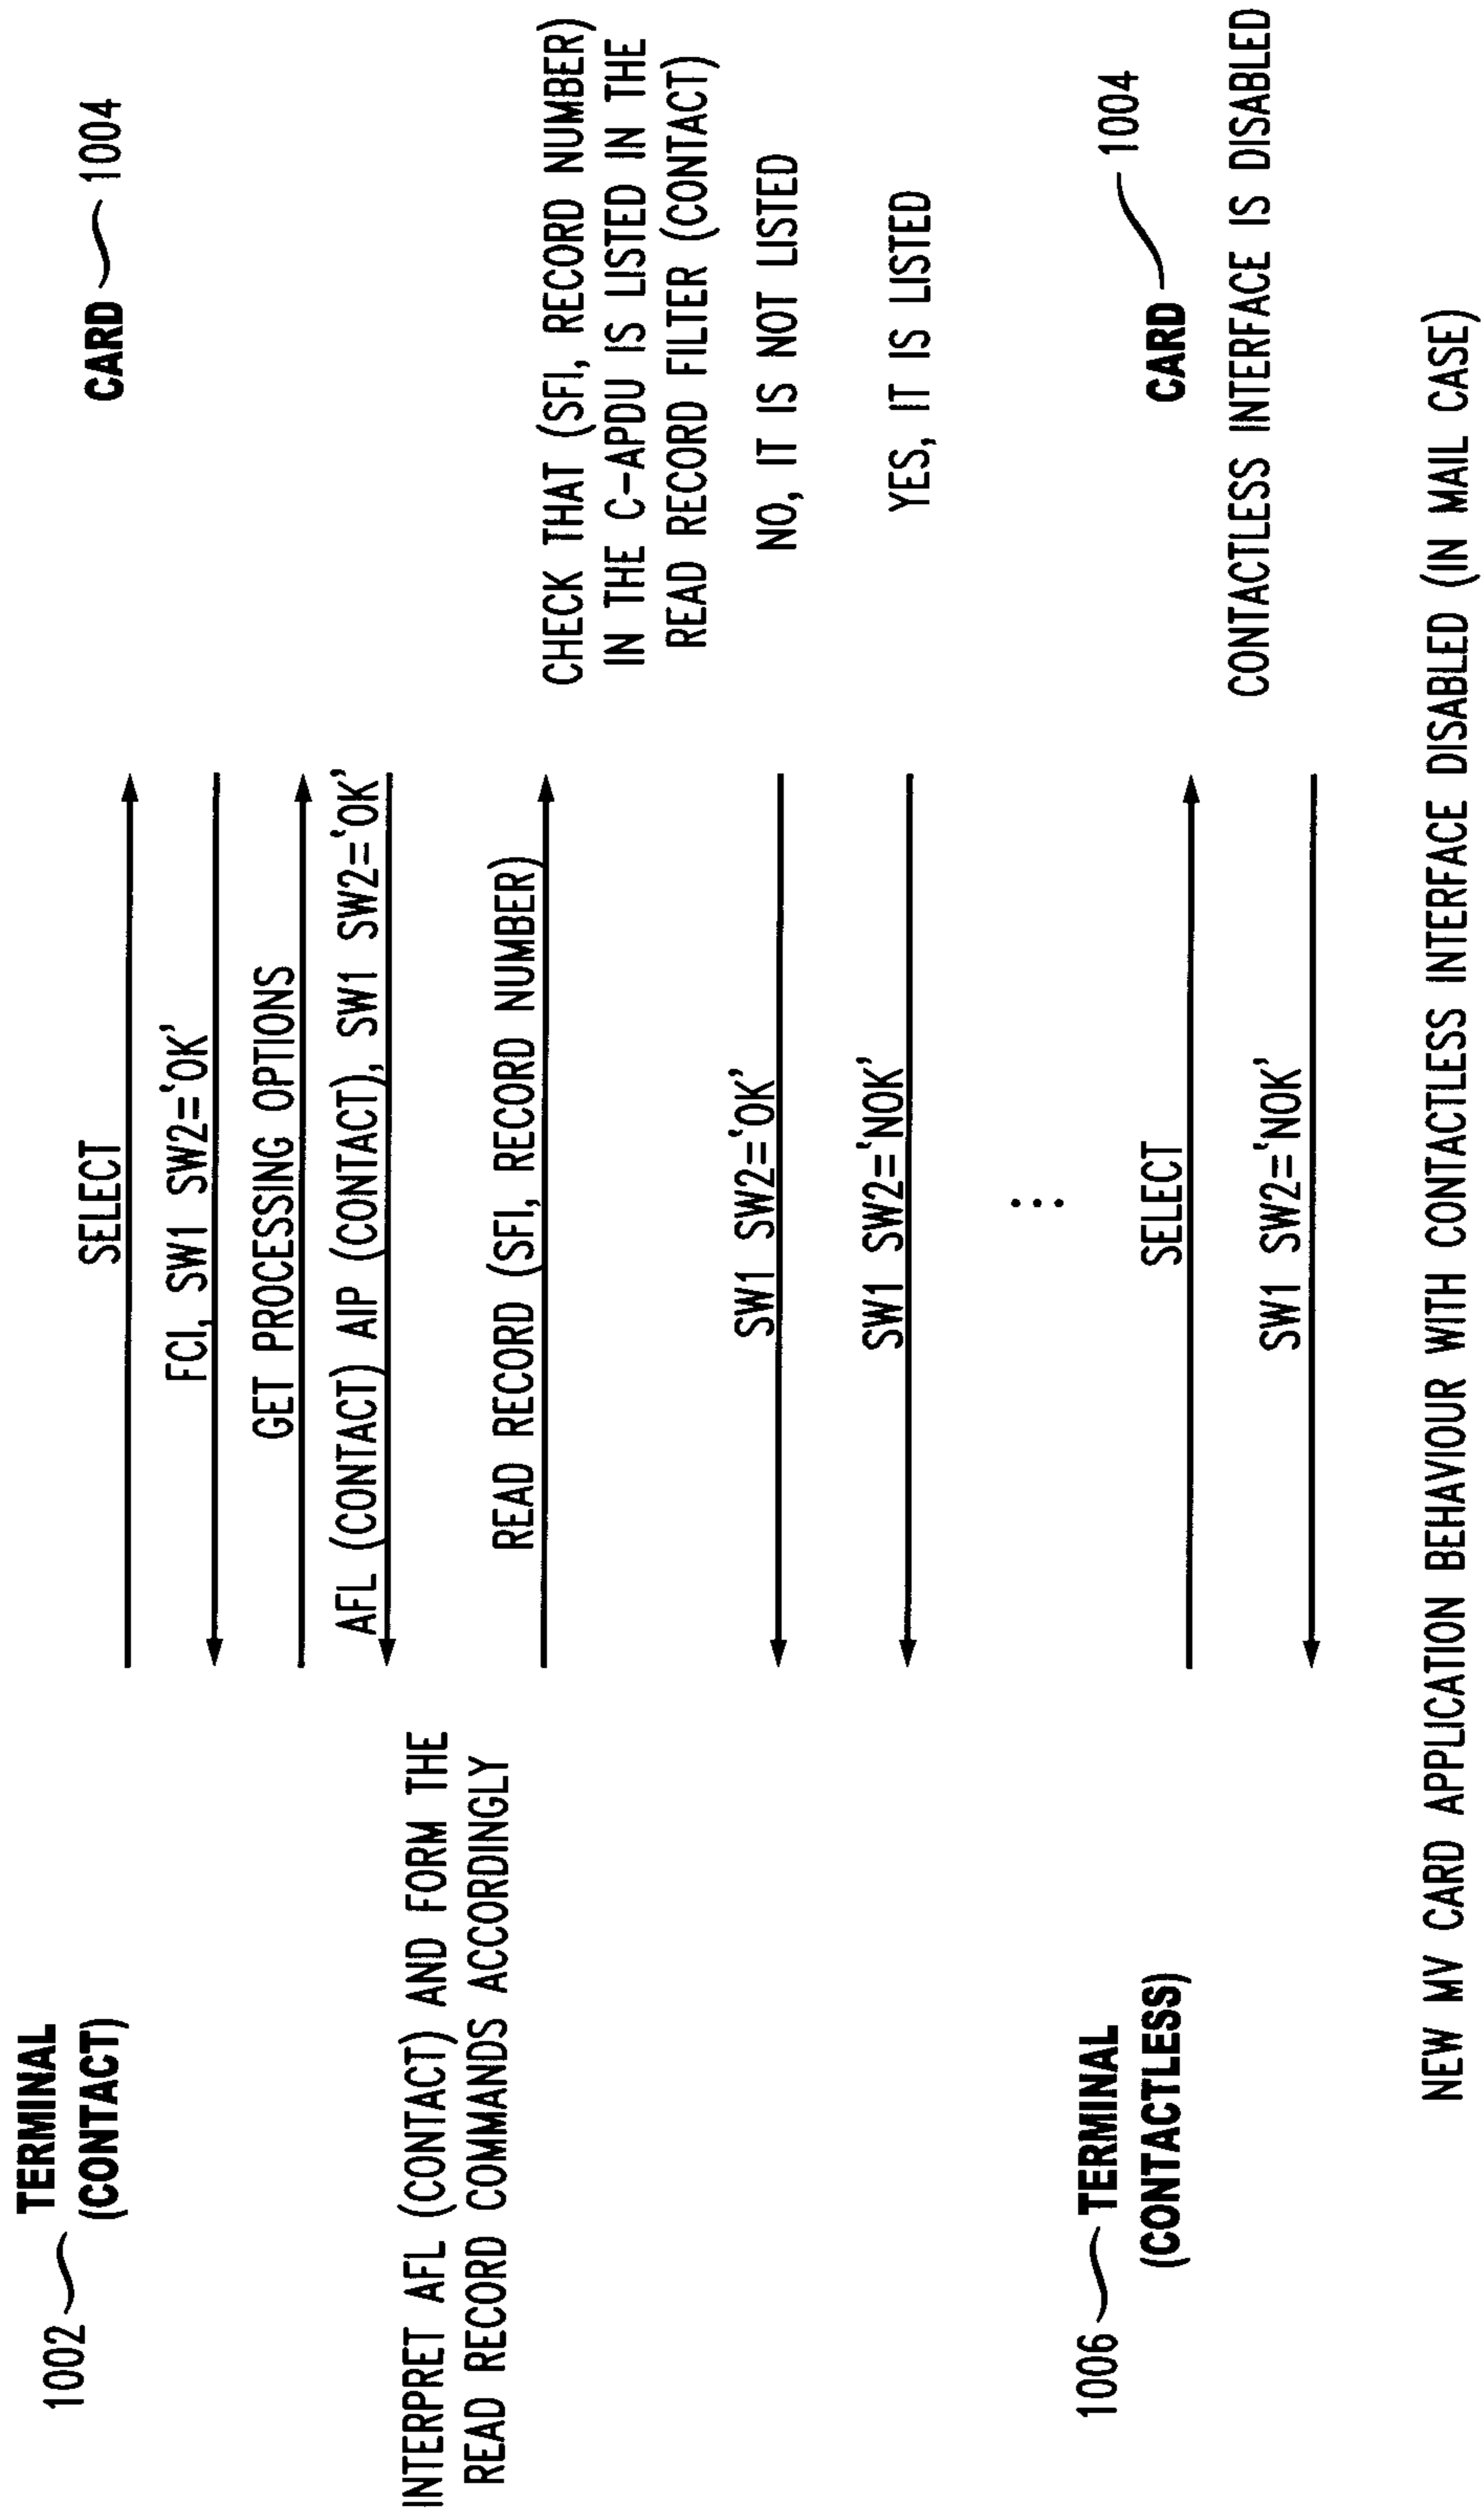 1002
TERMINAL
(CONTACT)
CARD
1004
SELECT
FCI, SW1 SW2='OK'
GET PROCESSING OPTIONS
AFL (CONTACT) AIP (CONTACT), SW1 SW2='OK'
INTERPRET AFL (CONTACT) AND FORM THE
READ RECORD COMMANDS ACCORDINGLY
READ RECORD (SFI, RECORD NUMBER)
CHECK THAT (SFI, RECORD NUMBER)
IN THE C-APDU IS LISTED IN THE
READ RECORD FILTER (CONTACT)
SW1 SW2='OK'
NO, IT IS NOT LISTED
SW1 SW2='NOK'
YES, IT IS LISTED
...
1006
TERMINAL
(CONTACTLESS)
CARD
1004
SELECT
CONTACTLESS INTERFACE IS DISABLED
SW1 SW2='NOK'
NEW MV CARD APPLICATION BEHAVIOUR WITH CONTACTLESS INTERFACE DISABLED (IN MAIL CASE)